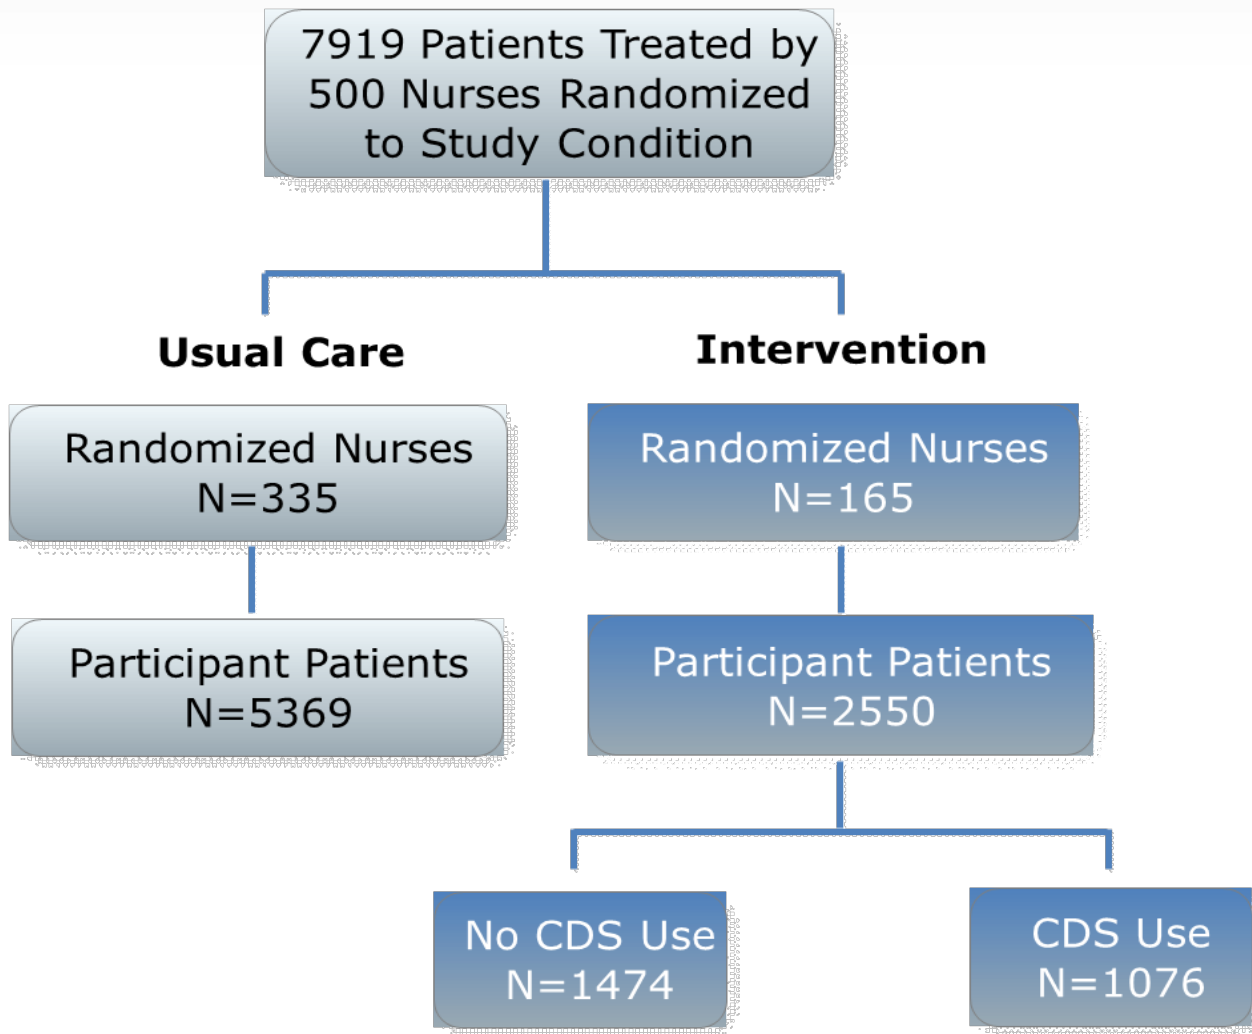 7919 Patients Treated by
500 Nurses Randomized
to Study Condition
Usual Care
Intervention
Randomized Nurses
N=335
Randomized Nurses
N=165
Participant Patients
N=5369
Participant Patients
N=2550
No CDS Use
N=1474
CDS Use
N=1076